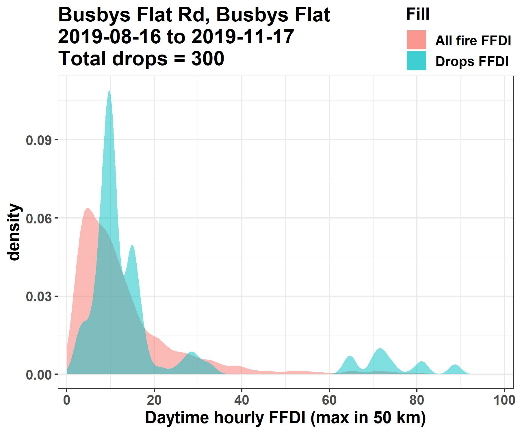 Busbys Flat Rd, Busbys Flat
2019-08-16 to 2019-11-17
Total drops = 300
Fill
All fire FFDI
Drops FFDI
density
0.09
0.06
0.03
0.00
0 20 40 60 80 100
Daytime hourly FFDI (max in 50 km)